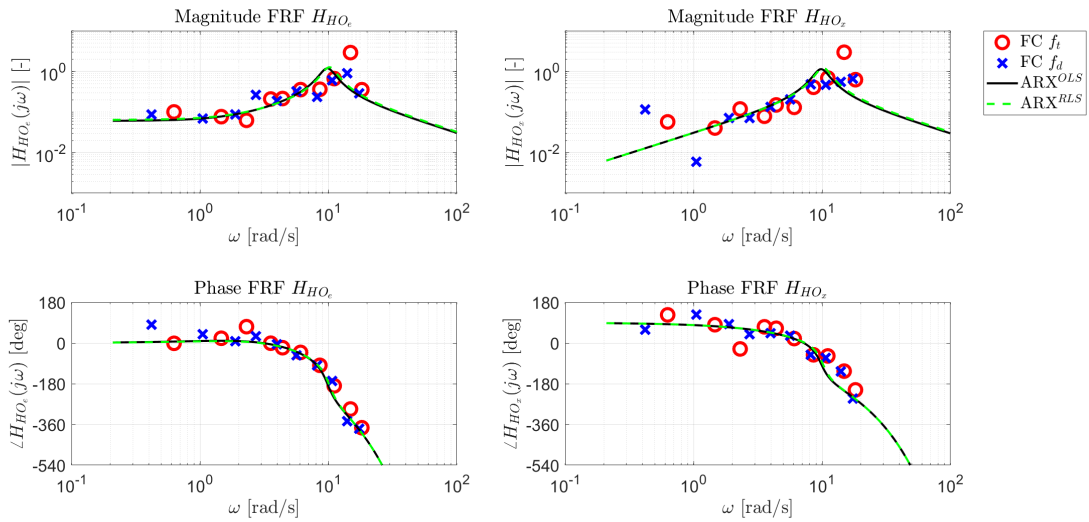 Magnitude FRF $H_{HO_e}$
|H_{HO_e}(jω)| [-]
10^0
10^{-2}
10^{-1} 10^0 10^1 10^2
ω [rad/s]
Magnitude FRF $H_{HO_x}$
|H_{HO_x}(jω)| [-]
10^0
10^{-2}
10^{-1} 10^0 10^1 10^2
ω [rad/s]
FC f_t
FC f_d
ARX^{OLS}
ARX^{RLS}
Phase FRF $H_{HO_e}$
∠H_{HO_e}(jω) [deg]
180
0
-180
-360
-540
10^{-1} 10^0 10^1 10^2
ω [rad/s]
Phase FRF $H_{HO_x}$
∠H_{HO_x}(jω) [deg]
180
0
-180
-360
-540
10^{-1} 10^0 10^1 10^2
ω [rad/s]